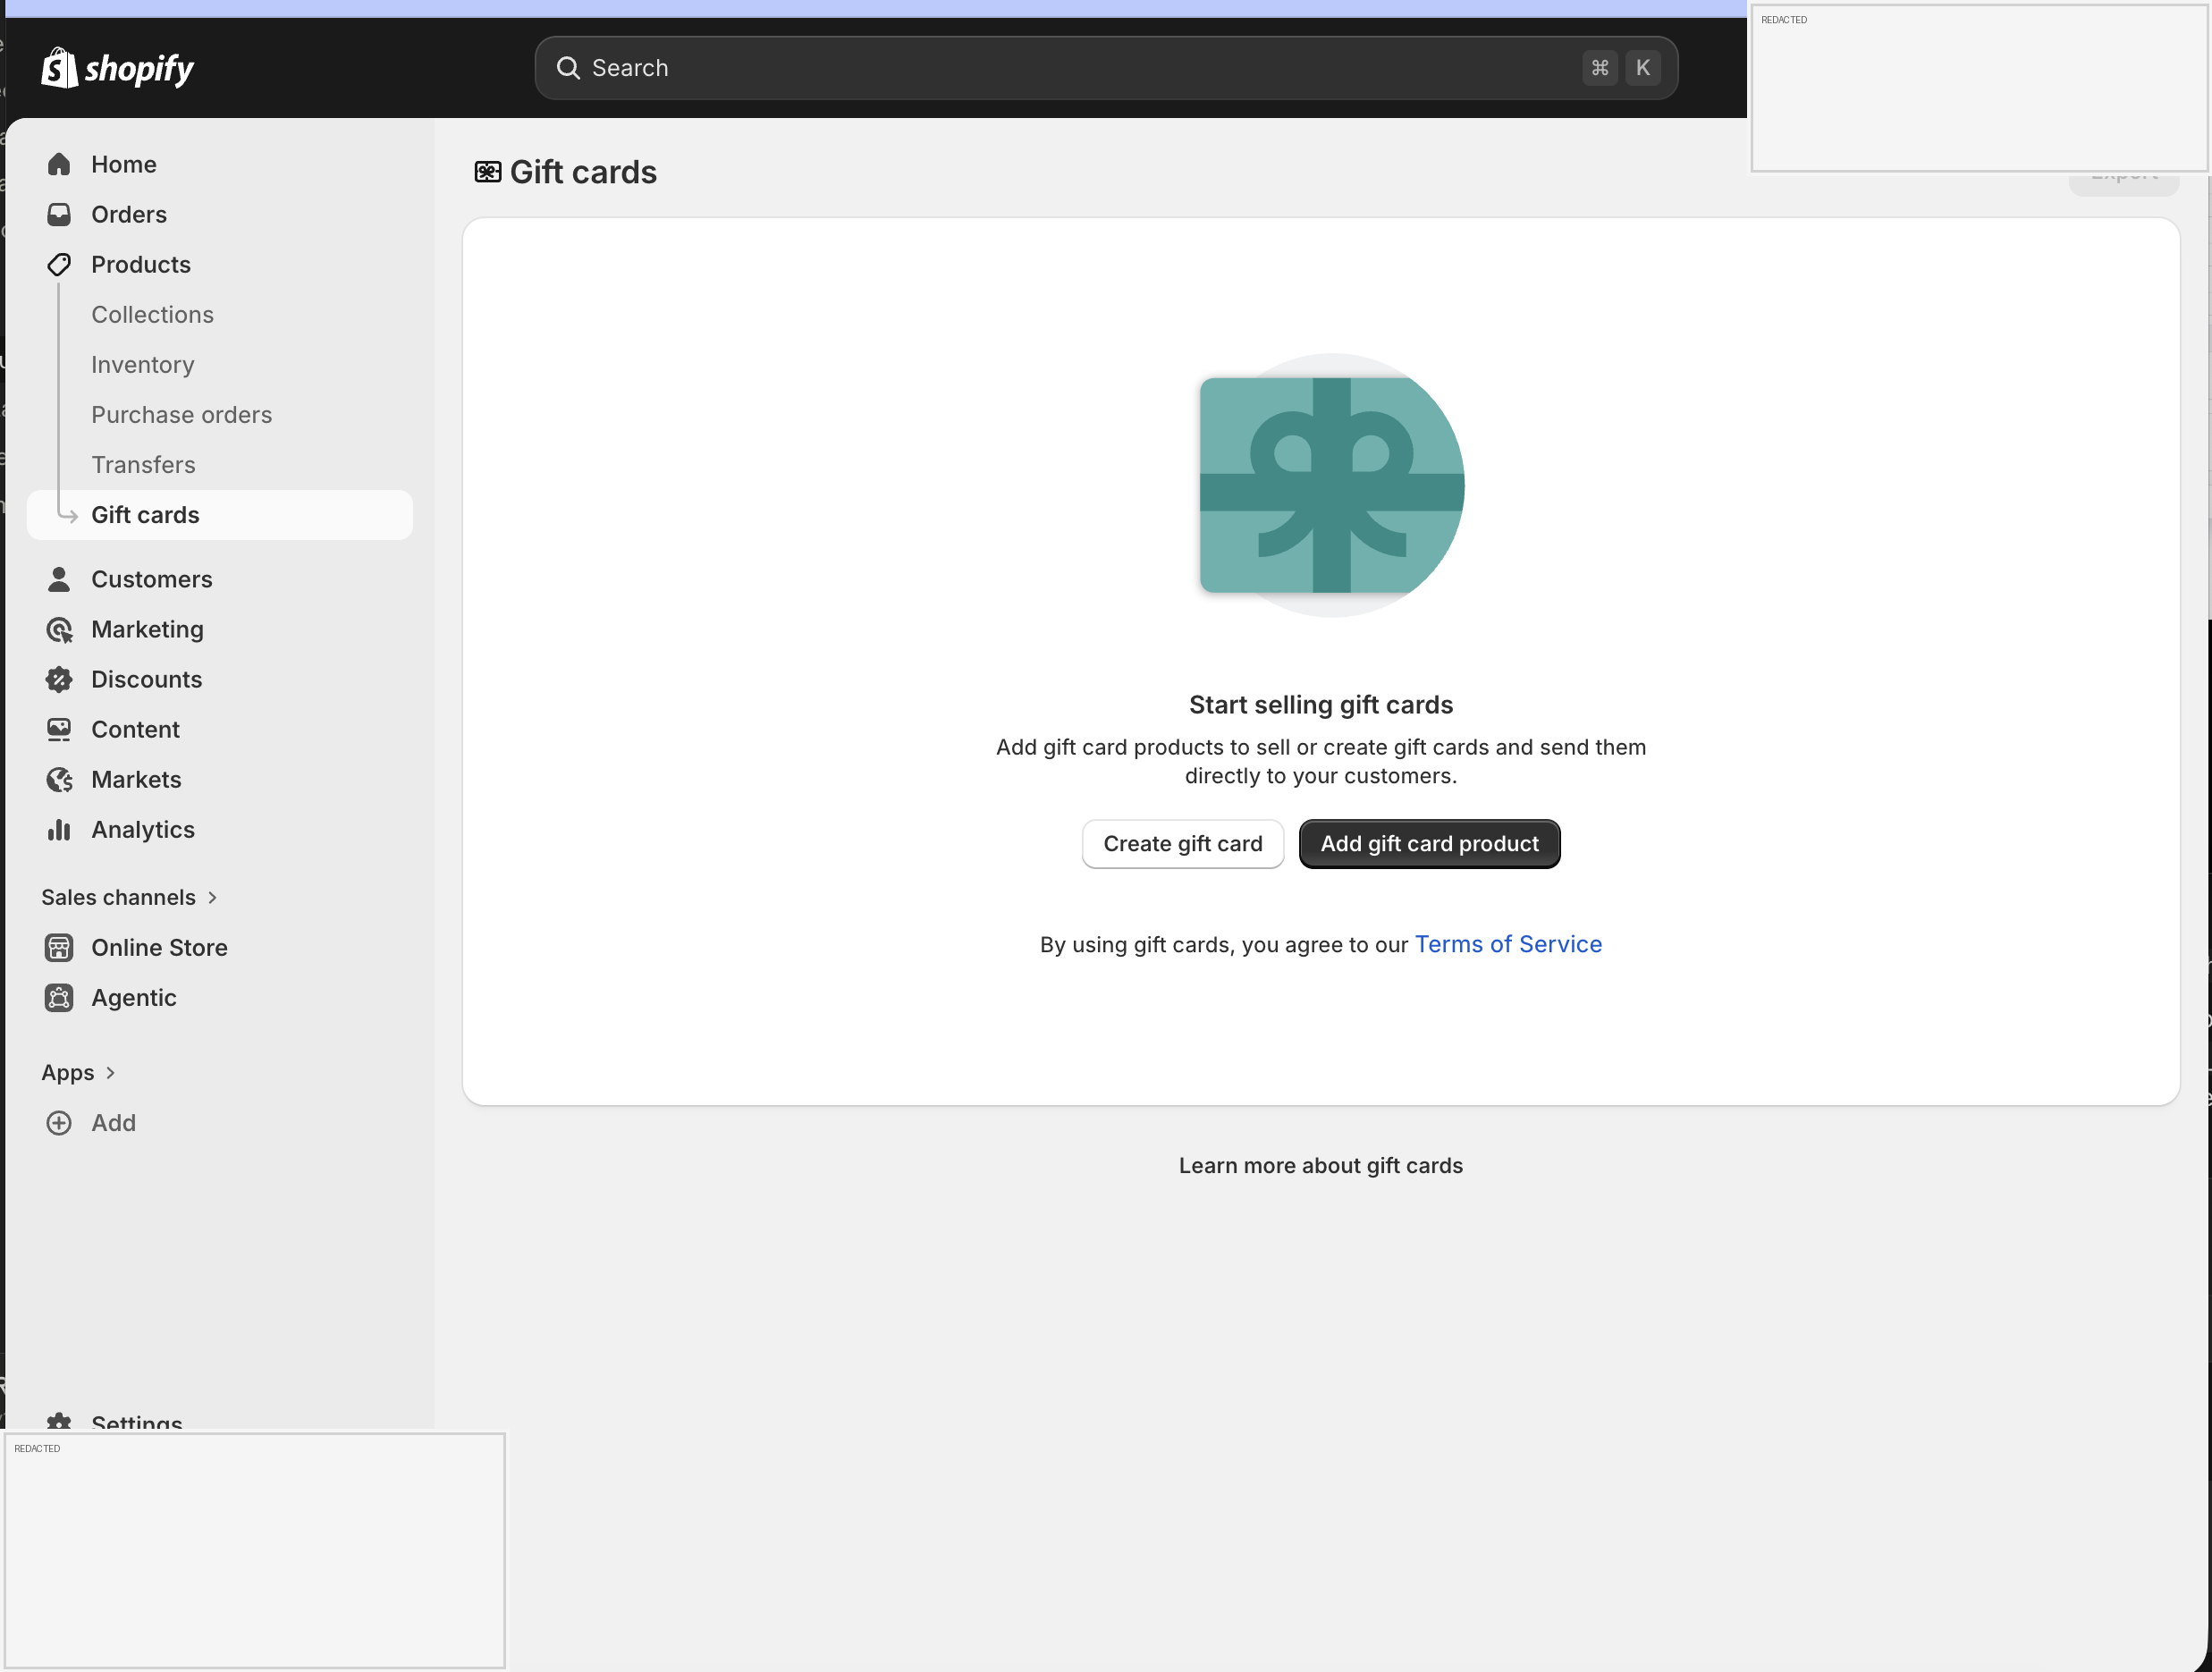 REDACTED
shopify
Search
⌘ K
Home
Orders
Products
Collections
Inventory
Purchase orders
Transfers
Gift cards
Customers
Marketing
Discounts
Content
Markets
Analytics
Sales channels
Online Store
Agentic
Apps
Add
Settings
REDACTED
Gift cards
Start selling gift cards
Add gift card products to sell or create gift cards and send them
directly to your customers.
Create gift card Add gift card product
By using gift cards, you agree to our Terms of Service
Learn more about gift cards